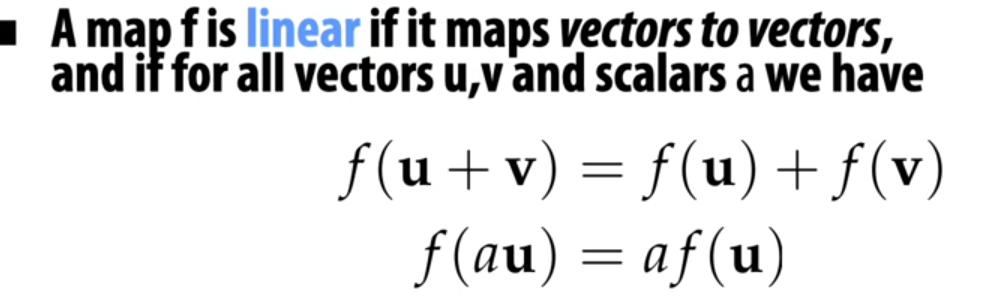 ▪ A map f is linear if it maps vectors to vectors,
and if for all vectors u,v and scalars a we have
f(u + v) = f(u) + f(v)
f(au) = af(u)